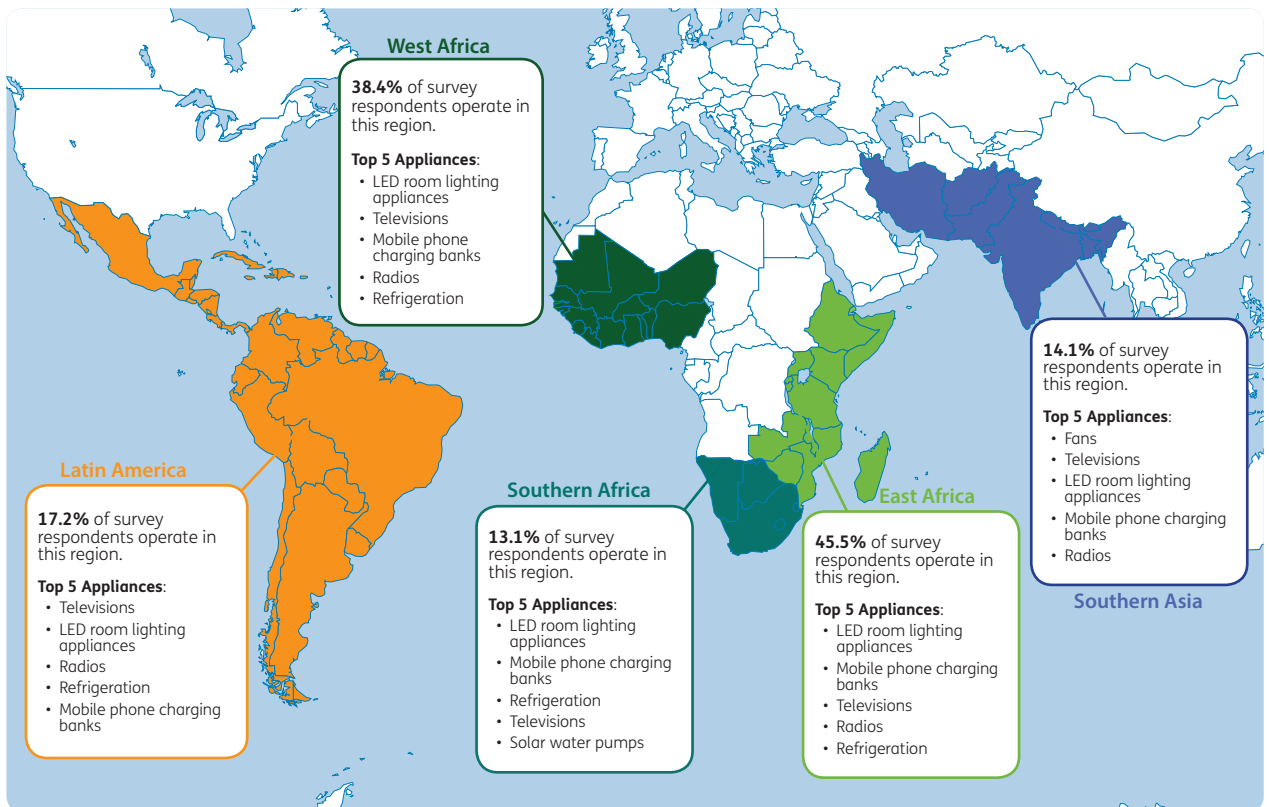 West Africa
38.4% of survey
respondents operate in
this region.
Top 5 Appliances:
• LED room lighting
appliances
• Televisions
• Mobile phone
charging banks
• Radios
• Refrigeration
14.1% of survey
respondents operate in
this region.
Top 5 Appliances:
• Fans
• Televisions
• LED room lighting
appliances
• Mobile phone charging
banks
• Radios
Southern Asia
Latin America
17.2% of survey
respondents operate in
this region.
Top 5 Appliances:
• Televisions
• LED room lighting
appliances
• Radios
• Refrigeration
• Mobile phone charging
banks
Southern Africa
13.1% of survey
respondents operate in
this region.
Top 5 Appliances:
• LED room lighting
appliances
• Mobile phone charging
banks
• Refrigeration
• Televisions
• Solar water pumps
East Africa
45.5% of survey
respondents operate in
this region.
Top 5 Appliances:
• LED room lighting
appliances
• Mobile phone charging
banks
• Televisions
• Radios
• Refrigeration